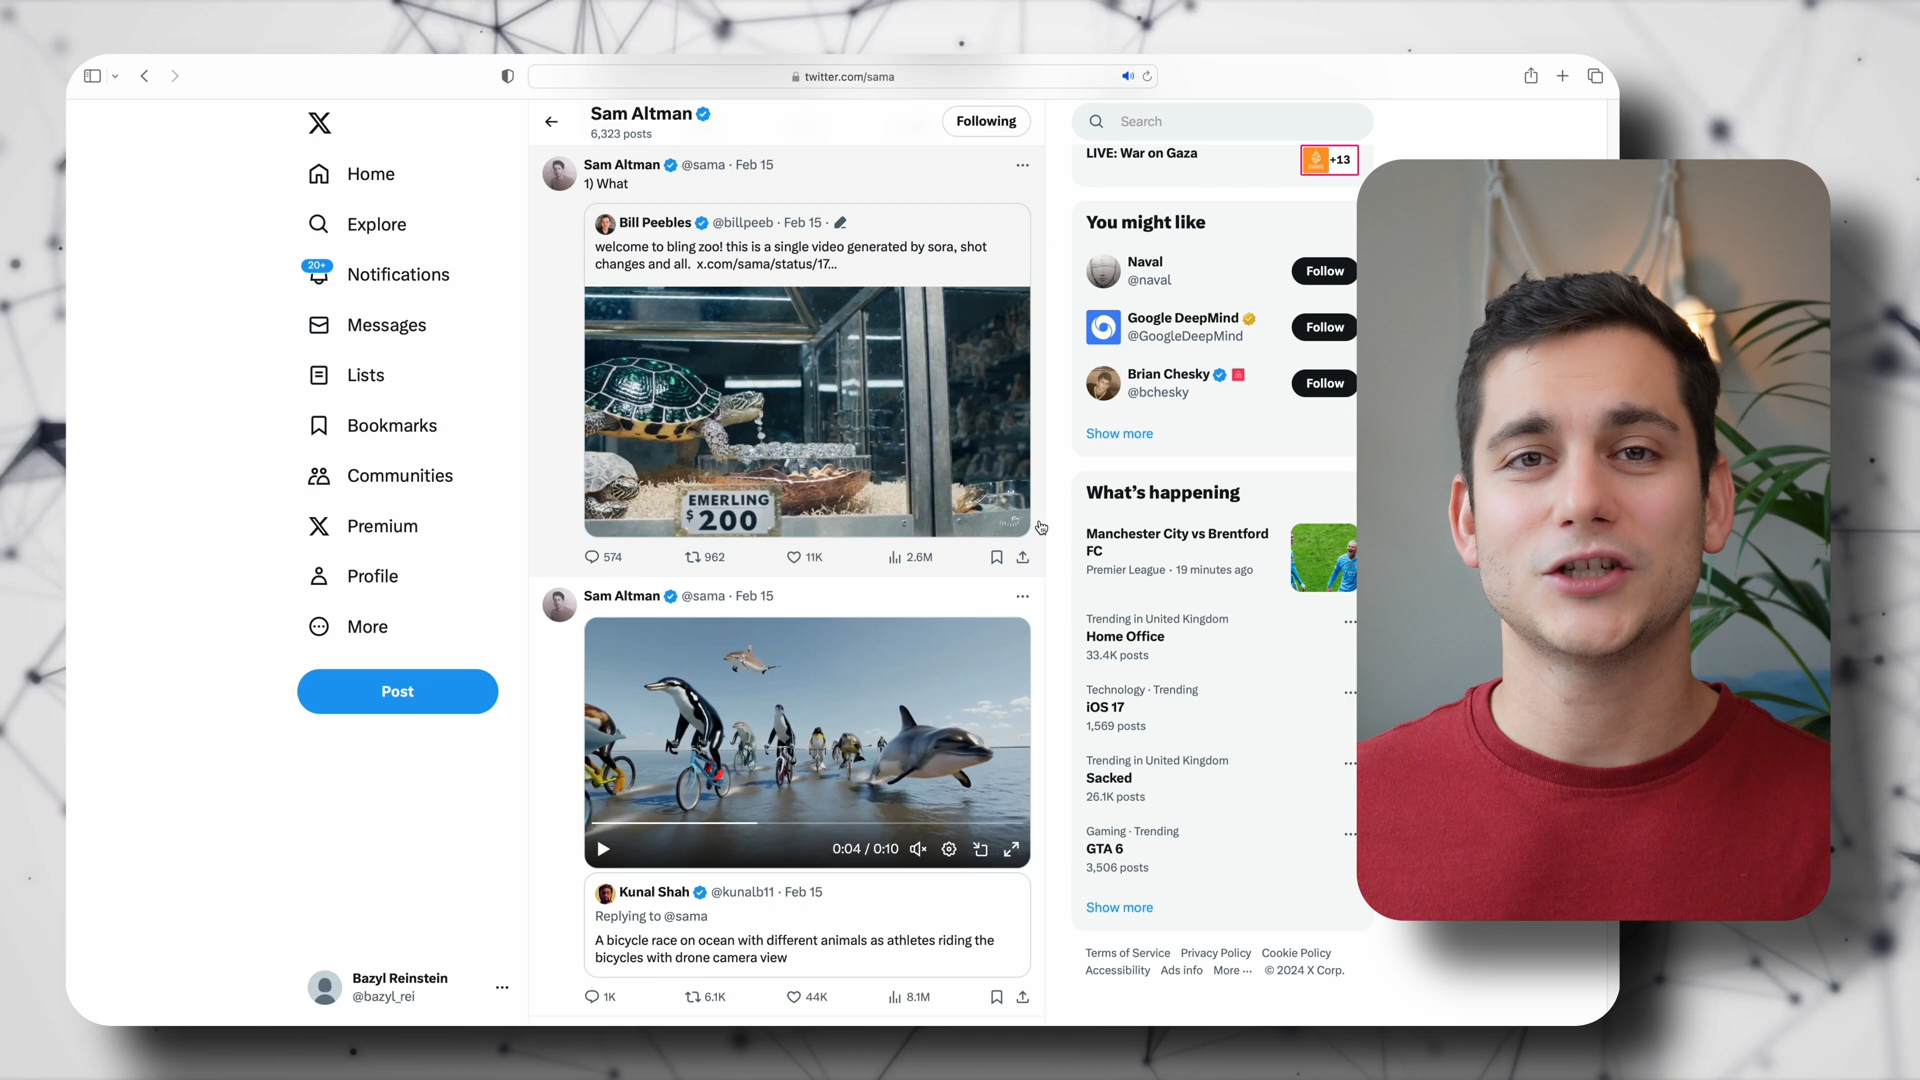 twitter.com/sama
Sam Altman
6,323 posts
Following
Home
Explore
20+
Notifications
Messages
Lists
Bookmarks
Communities
Premium
Profile
More
Post
Bazyl Reinstein
@bazyl_rei
Sam Altman @sama · Feb 15
1) What
Bill Peebles @billpeeb · Feb 15 ·
welcome to bling zoo! this is a single video generated by sora, shot
changes and all. x.com/sama/status/17...
EMERLING
$200
574 962 11K 2.6M
Sam Altman @sama · Feb 15
0:04 / 0:10
Kunal Shah @kunalb11 · Feb 15
Replying to @sama
A bicycle race on ocean with different animals as athletes riding the
bicycles with drone camera view
1K 6.1K 44K 8.1M
Search
LIVE: War on Gaza
+13
You might like
Naval
@naval
Follow
Google DeepMind
@GoogleDeepMind
Follow
Brian Chesky
@bchesky
Follow
Show more
What's happening
Manchester City vs Brentford
FC
Premier League · 19 minutes ago
Trending in United Kingdom
Home Office
33.4K posts
Technology · Trending
iOS 17
1,569 posts
Trending in United Kingdom
Sacked
26.1K posts
Gaming · Trending
GTA 6
3,506 posts
Show more
Terms of Service Privacy Policy Cookie Policy
Accessibility Ads info More ··· © 2024 X Corp.